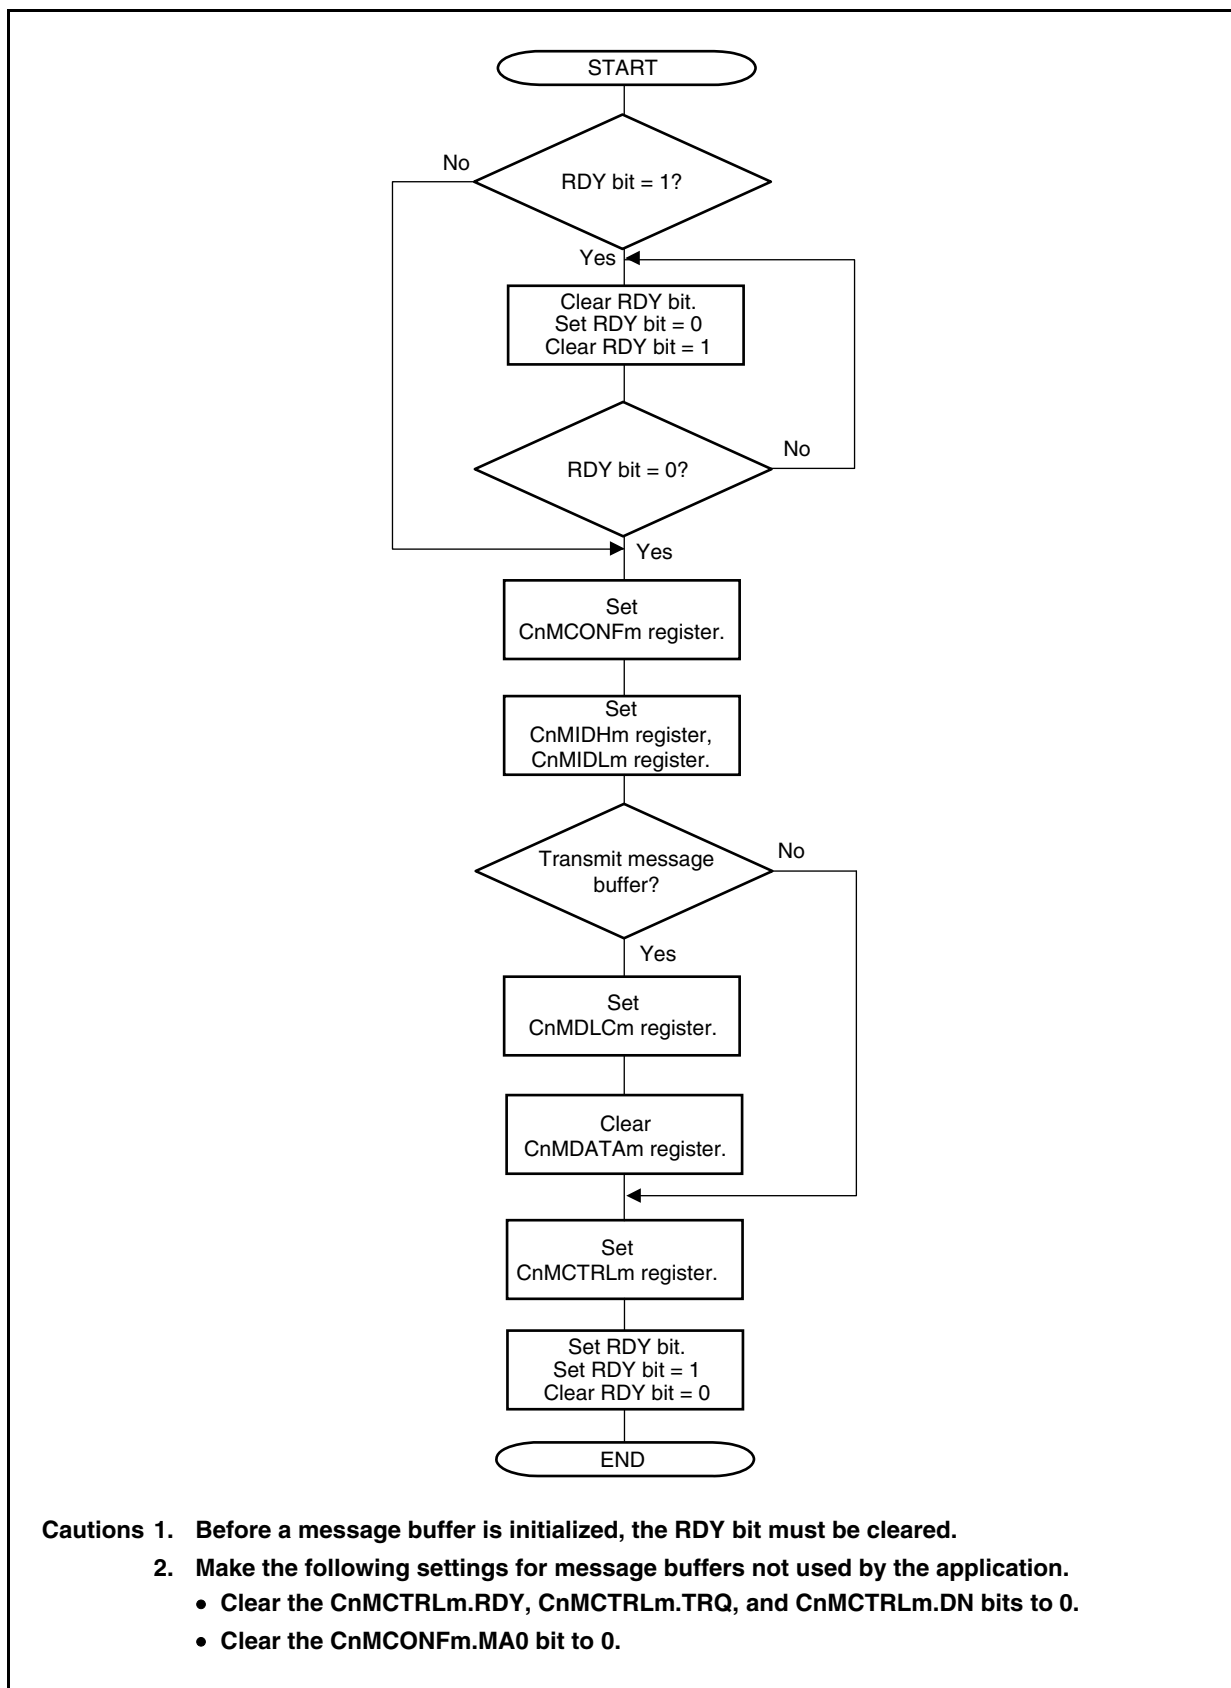 START
No
RDY bit = 1?
Yes
Clear RDY bit.
Set RDY bit = 0
Clear RDY bit = 1
No
RDY bit = 0?
Yes
Set
CnMCONFm register.
Set
CnMIDHm register,
CnMIDLm register.
Transmit message
buffer?
No
Yes
Set
CnMDLCm register.
Clear
CnMDATAm register.
Set
CnMCTRLm register.
Set RDY bit.
Set RDY bit = 1
Clear RDY bit = 0
END
Cautions 1. Before a message buffer is initialized, the RDY bit must be cleared.
2. Make the following settings for message buffers not used by the application.
• Clear the CnMCTRLm.RDY, CnMCTRLm.TRQ, and CnMCTRLm.DN bits to 0.
• Clear the CnMCONFm.MA0 bit to 0.